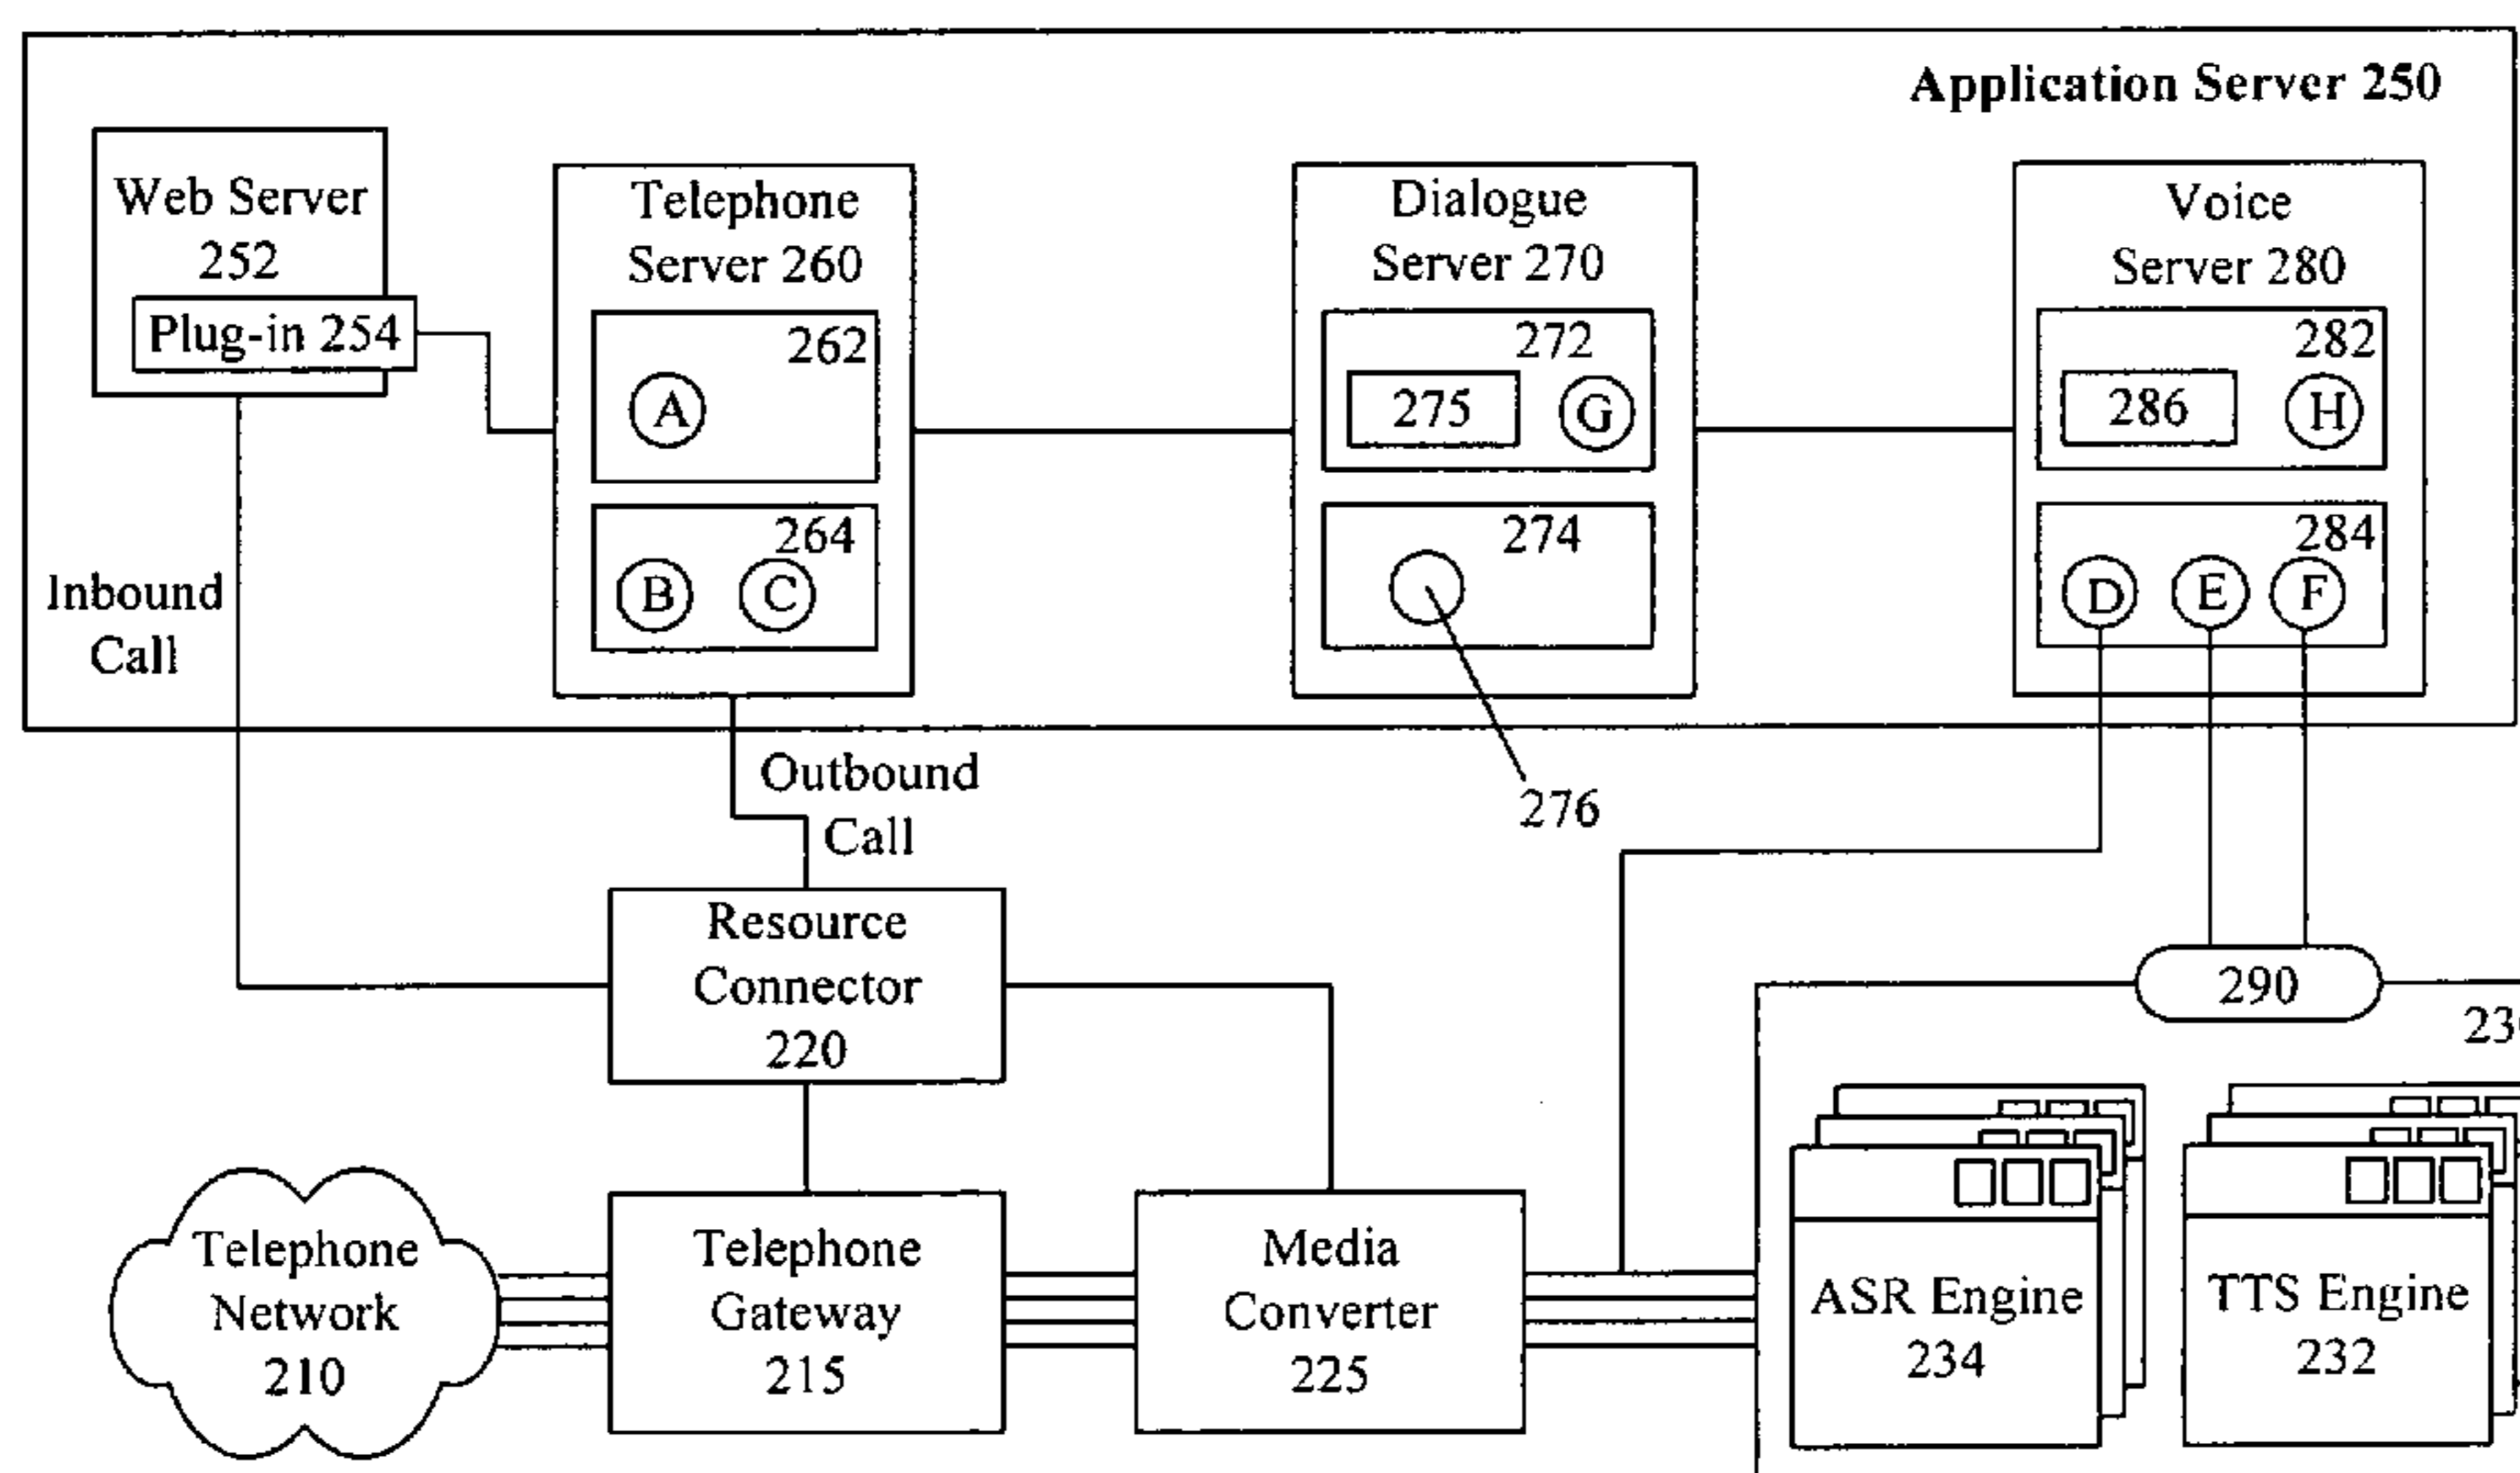 Application Server 250
Web Server
252
Plug-in 254
Telephone
Server 260
262
A
264
B C
Dialogue
Server 270
272
275 G
274
276
Voice
Server 280
282
286 H
284
D E F
Inbound
Call
Outbound
Call
Resource
Connector
220
290
Telephone
Network
210
Telephone
Gateway
215
Media
Converter
225
ASR Engine
234
TTS Engine
232